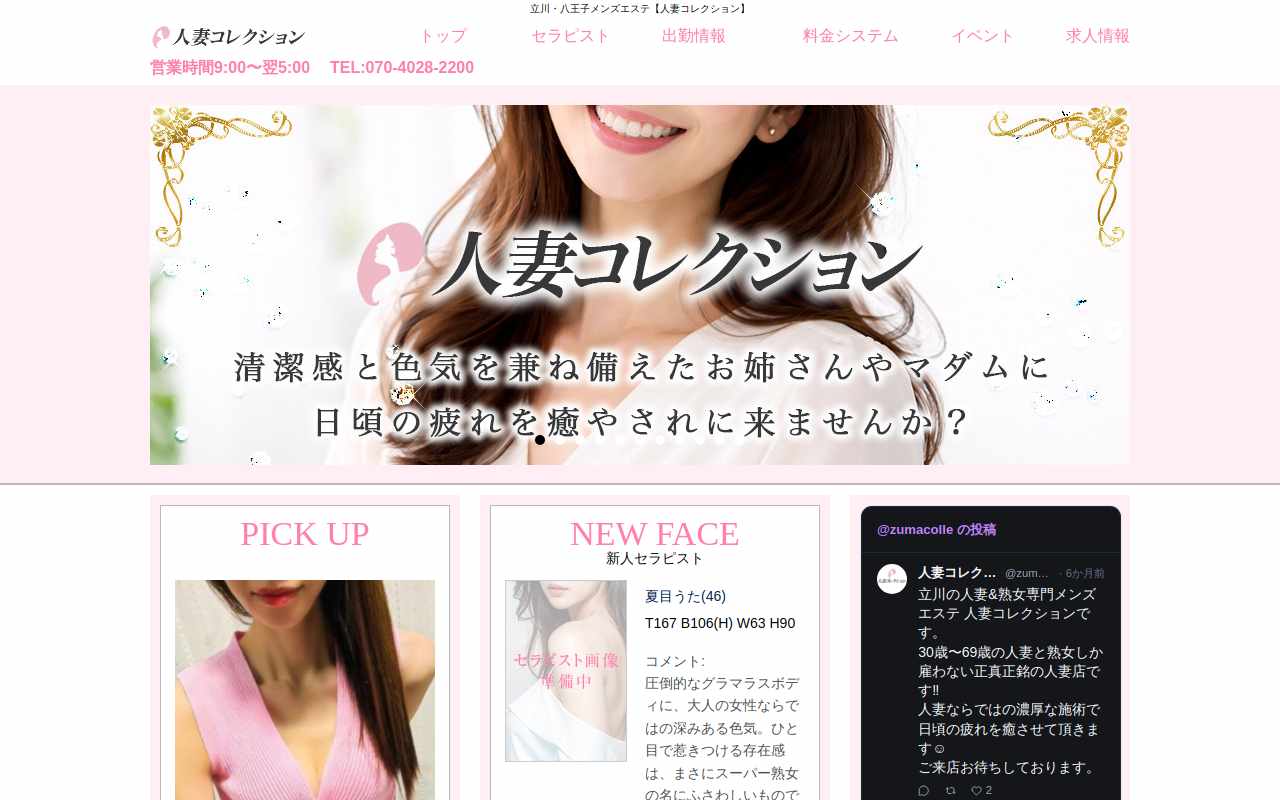 立川・八王子メンズエステ【人妻コレクション】
人妻コレクション
トップ
セラピスト
出勤情報
料金システム
イベント
求人情報
営業時間9:00〜翌5:00 TEL:070-4028-2200
人妻コレクション
清潔感と色気を兼ね備えたお姉さんやマダムに
日頃の疲れを癒やされに来ませんか？
PICK UP
NEW FACE
新人セラピスト
セラピスト画像
準備中
夏目うた(46)
T167 B106(H) W63 H90
コメント:
圧倒的なグラマラスボデ
ィに、大人の女性ならで
はの深みある色気。ひと
目で惹きつける存在感
は、まさにスーパー熟女
の名にふさわしいもので
@zumacolle の投稿
人妻コレク… @zum… · 6か月前
立川の人妻&熟女専門メンズ
エステ 人妻コレクションで
す。
30歳〜69歳の人妻と熟女しか
雇わない正真正銘の人妻店で
す‼
人妻ならではの濃厚な施術で
日頃の疲れを癒させて頂きま
す☺
ご来店お待ちしております。
2